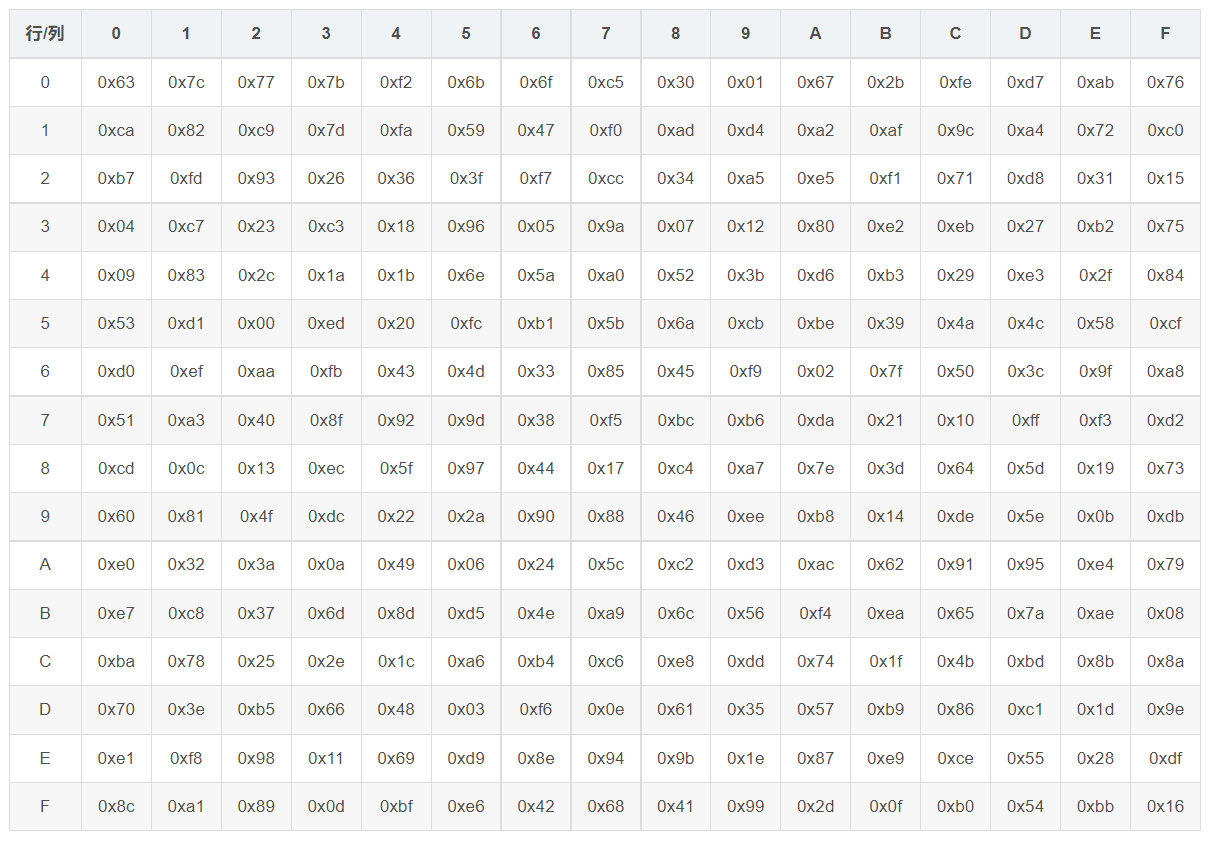 行/列 0 1 2 3 4 5 6 7 8 9 A B C D E F
0 0x63 0x7c 0x77 0x7b 0xf2 0x6b 0x6f 0xc5 0x30 0x01 0x67 0x2b 0xfe 0xd7 0xab 0x76
1 0xca 0x82 0xc9 0x7d 0xfa 0x59 0x47 0xf0 0xad 0xd4 0xa2 0xaf 0x9c 0xa4 0x72 0xc0
2 0xb7 0xfd 0x93 0x26 0x36 0x3f 0xf7 0xcc 0x34 0xa5 0xe5 0xf1 0x71 0xd8 0x31 0x15
3 0x04 0xc7 0x23 0xc3 0x18 0x96 0x05 0x9a 0x07 0x12 0x80 0xe2 0xeb 0x27 0xb2 0x75
4 0x09 0x83 0x2c 0x1a 0x1b 0x6e 0x5a 0xa0 0x52 0x3b 0xd6 0xb3 0x29 0xe3 0x2f 0x84
5 0x53 0xd1 0x00 0xed 0x20 0xfc 0xb1 0x5b 0x6a 0xcb 0xbe 0x39 0x4a 0x4c 0x58 0xcf
6 0xd0 0xef 0xaa 0xfb 0x43 0x4d 0x33 0x85 0x45 0xf9 0x02 0x7f 0x50 0x3c 0x9f 0xa8
7 0x51 0xa3 0x40 0x8f 0x92 0x9d 0x38 0xf5 0xbc 0xb6 0xda 0x21 0x10 0xff 0xf3 0xd2
8 0xcd 0x0c 0x13 0xec 0x5f 0x97 0x44 0x17 0xc4 0xa7 0x7e 0x3d 0x64 0x5d 0x19 0x73
9 0x60 0x81 0x4f 0xdc 0x22 0x2a 0x90 0x88 0x46 0xee 0xb8 0x14 0xde 0x5e 0x0b 0xdb
A 0xe0 0x32 0x3a 0x0a 0x49 0x06 0x24 0x5c 0xc2 0xd3 0xac 0x62 0x91 0x95 0xe4 0x79
B 0xe7 0xc8 0x37 0x6d 0x8d 0xd5 0x4e 0xa9 0x6c 0x56 0xf4 0xea 0x65 0x7a 0xae 0x08
C 0xba 0x78 0x25 0x2e 0x1c 0xa6 0xb4 0xc6 0xe8 0xdd 0x74 0x1f 0x4b 0xbd 0x8b 0x8a
D 0x70 0x3e 0xb5 0x66 0x48 0x03 0xf6 0x0e 0x61 0x35 0x57 0xb9 0x86 0xc1 0x1d 0x9e
E 0xe1 0xf8 0x98 0x11 0x69 0xd9 0x8e 0x94 0x9b 0x1e 0x87 0xe9 0xce 0x55 0x28 0xdf
F 0x8c 0xa1 0x89 0x0d 0xbf 0xe6 0x42 0x68 0x41 0x99 0x2d 0x0f 0xb0 0x54 0xbb 0x16